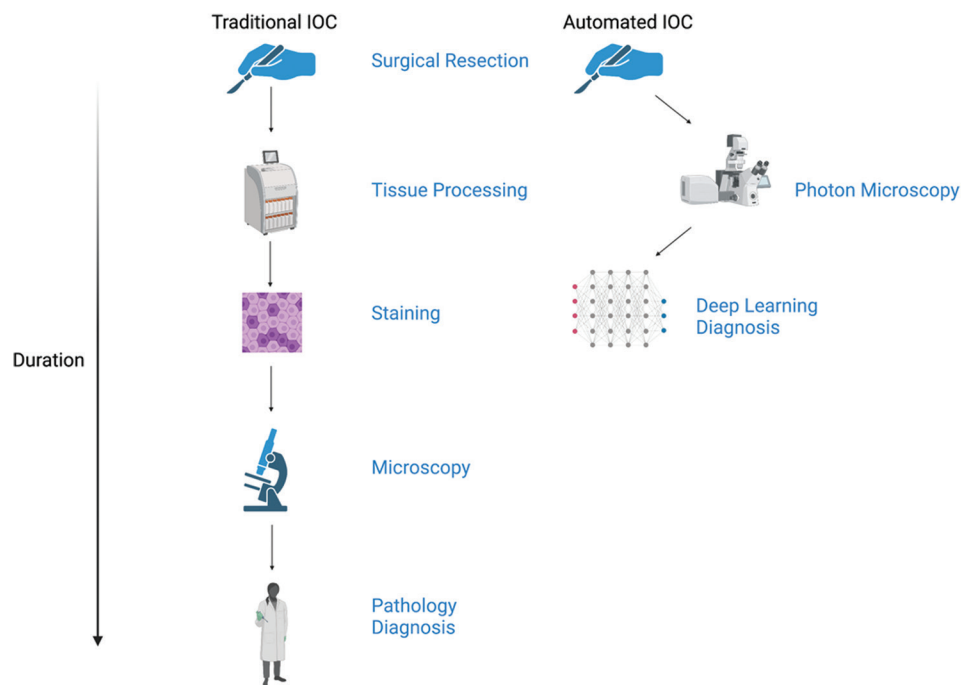 Traditional IOC
Automated IOC
Surgical Resection
Tissue Processing
Photon Microscopy
Staining
Deep Learning
Diagnosis
Duration
Microscopy
Pathology
Diagnosis